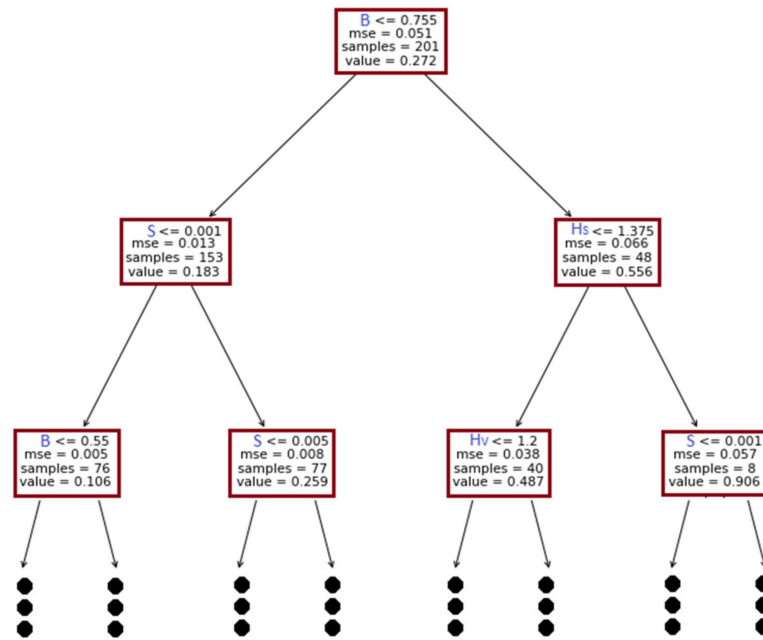 B <= 0.755
mse = 0.051
samples = 201
value = 0.272
S <= 0.001
mse = 0.013
samples = 153
value = 0.183
Hs <= 1.375
mse = 0.066
samples = 48
value = 0.556
B <= 0.55
mse = 0.005
samples = 76
value = 0.106
S <= 0.005
mse = 0.008
samples = 77
value = 0.259
Hv <= 1.2
mse = 0.038
samples = 40
value = 0.487
S <= 0.001
mse = 0.057
samples = 8
value = 0.906